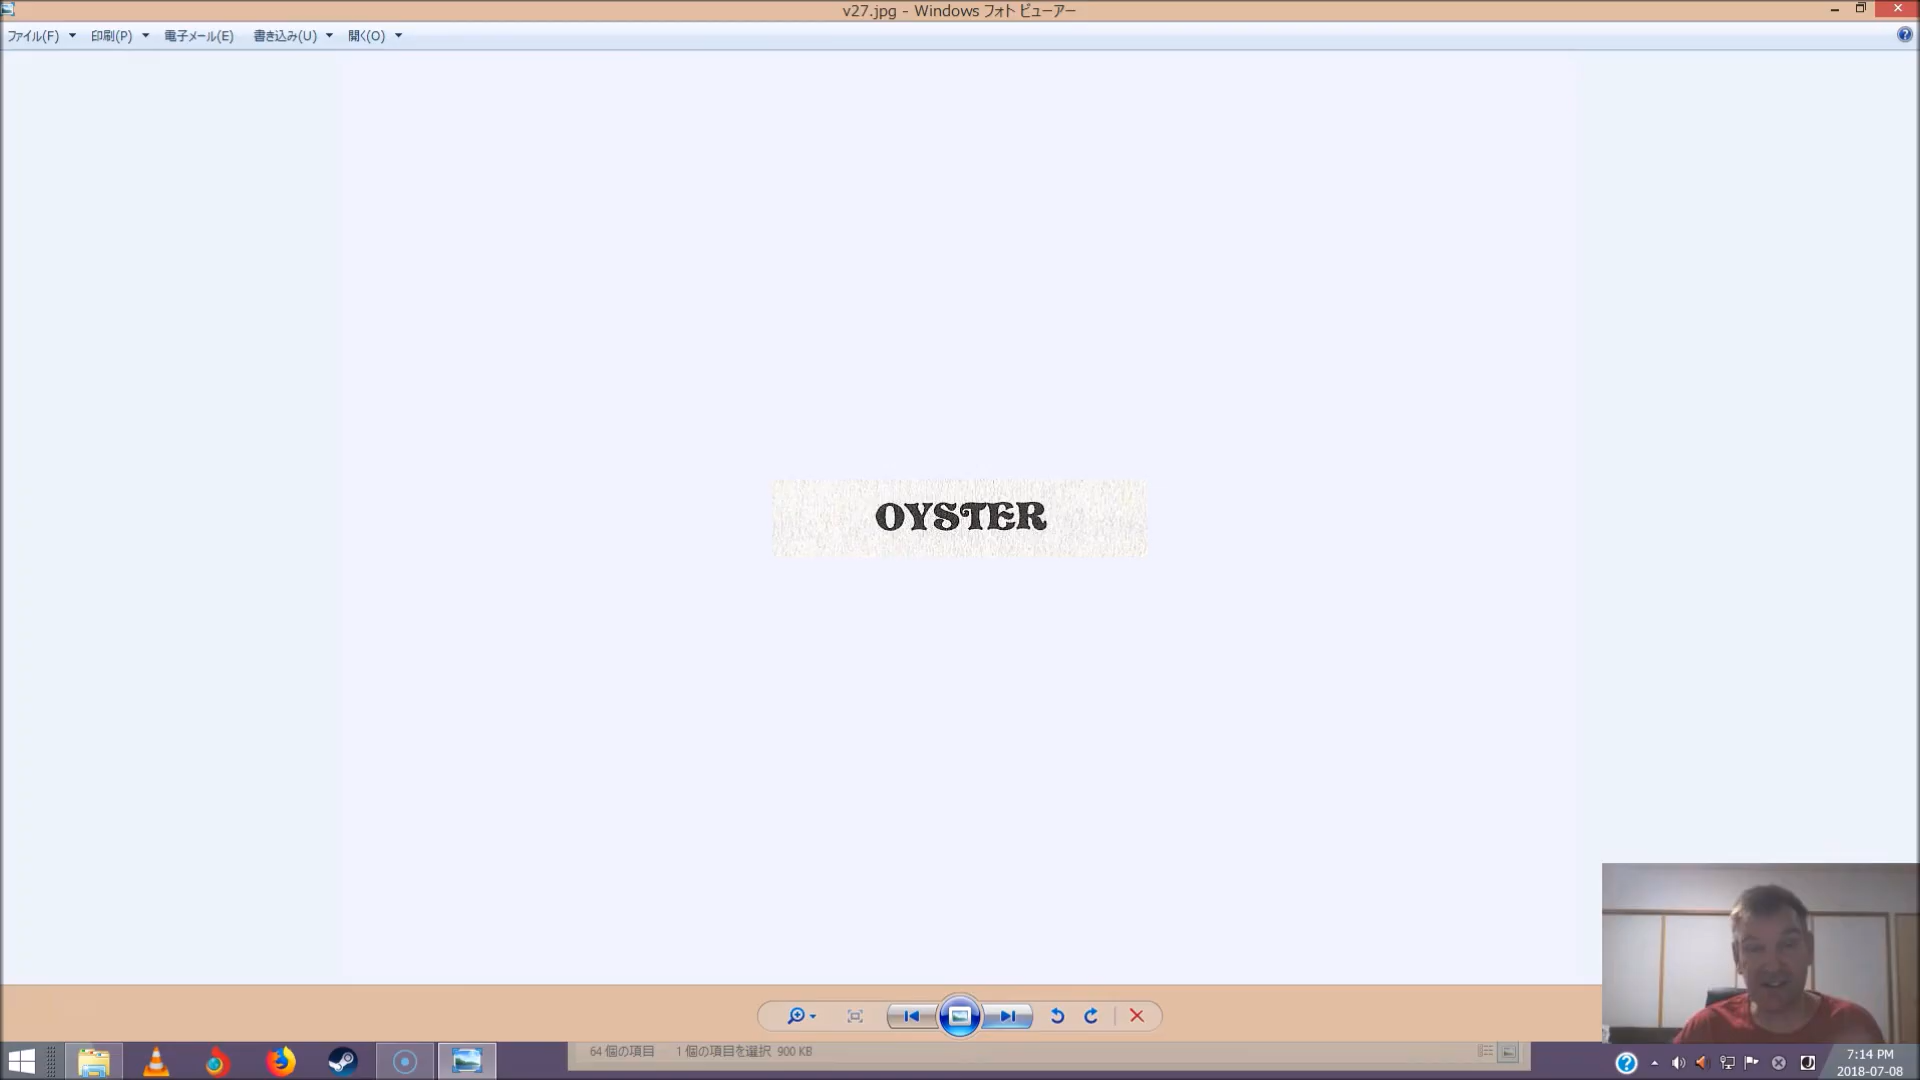 v27.jpg - Windows フォト ビューアー
ファイル(F) 印刷(P) 電子メール(E) 書き込み(U) 開く(O)
OYSTER
64 個の項目 1 個の項目を選択 900 KB
7:14 PM
2018-07-08